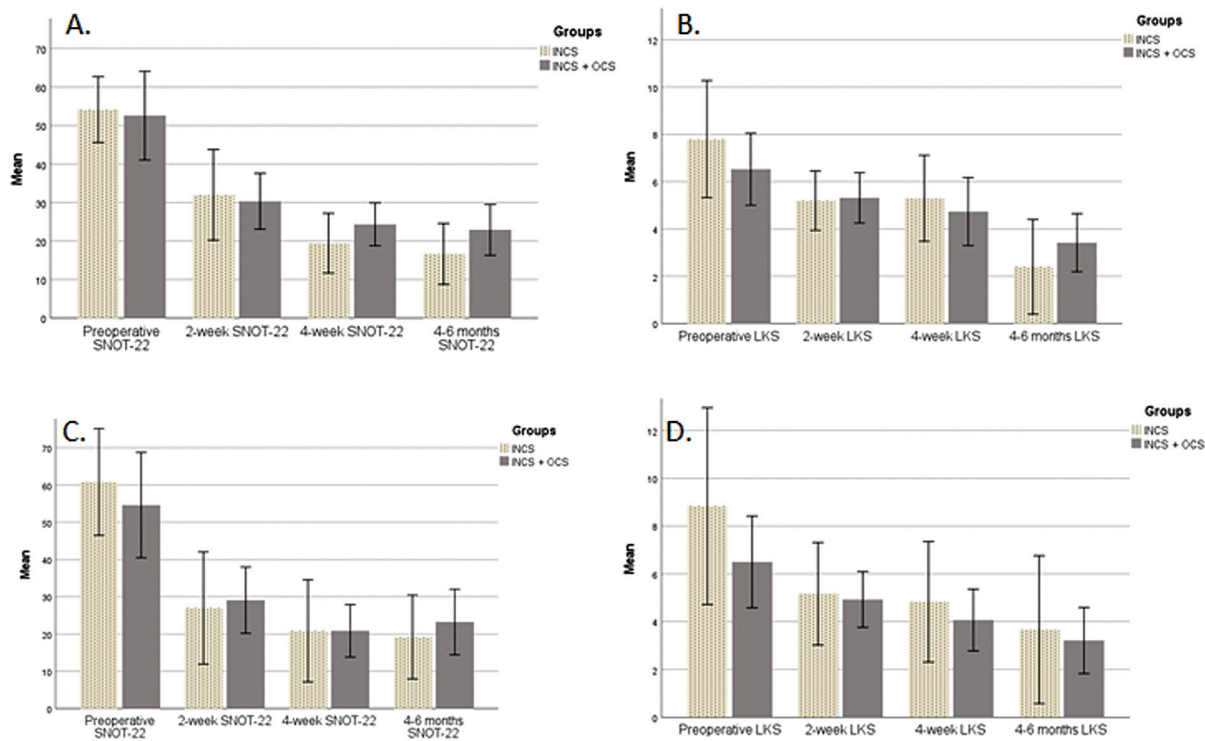 A.
Groups
INCS
INCS + OCS
Mean
70
60
50
40
30
20
10
0
Preoperative SNOT-22
2-week SNOT-22
4-week SNOT-22
4-6 months SNOT-22
B.
Groups
INCS
INCS + OCS
Mean
12
10
8
6
4
2
0
Preoperative LKS
2-week LKS
4-week LKS
4-6 months LKS
C.
Groups
INCS
INCS + OCS
Mean
70
60
50
40
30
20
10
0
Preoperative SNOT-22
2-week SNOT-22
4-week SNOT-22
4-6 months SNOT-22
D.
Groups
INCS
INCS + OCS
Mean
12
10
8
6
4
2
0
Preoperative LKS
2-week LKS
4-week LKS
4-6 months LKS